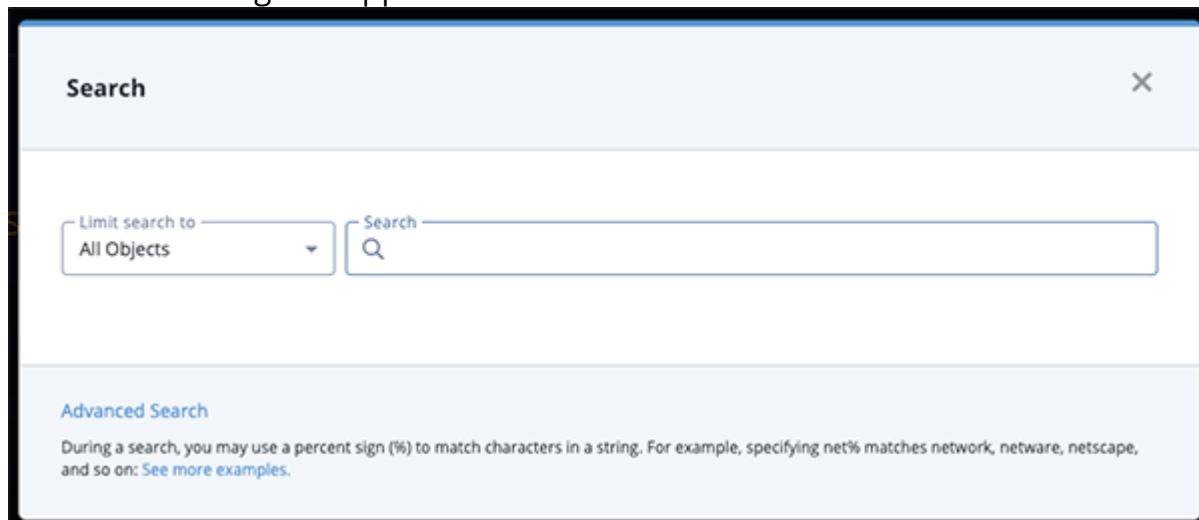 Search
Limit search to
All Objects
Search
Advanced Search
During a search, you may use a percent sign (%) to match characters in a string. For example, specifying net% matches network, netware, netscape,
and so on: See more examples.